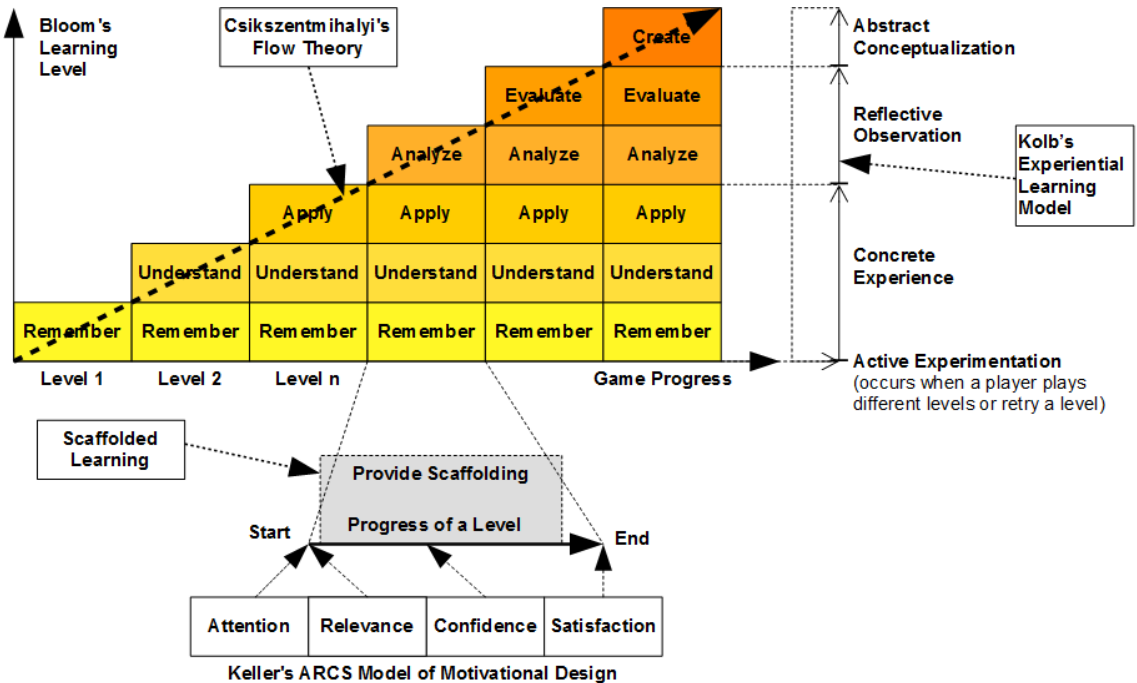 Bloom's
Learning
Level
Csikszentmihalyi's
Flow Theory
Create
Evaluate Evaluate
Analyze Analyze Analyze
Apply Apply Apply Apply
Understand Understand Understand Understand Understand
Remember Remember Remember Remember Remember Remember
Level 1 Level 2 Level n Game Progress
Abstract
Conceptualization
Reflective
Observation
Kolb's
Experiential
Learning
Model
Concrete
Experience
Active Experimentation
(occurs when a player plays
different levels or retry a level)
Scaffolded
Learning
Provide Scaffolding
Progress of a Level
Start
End
Attention Relevance Confidence Satisfaction
Keller's ARCS Model of Motivational Design